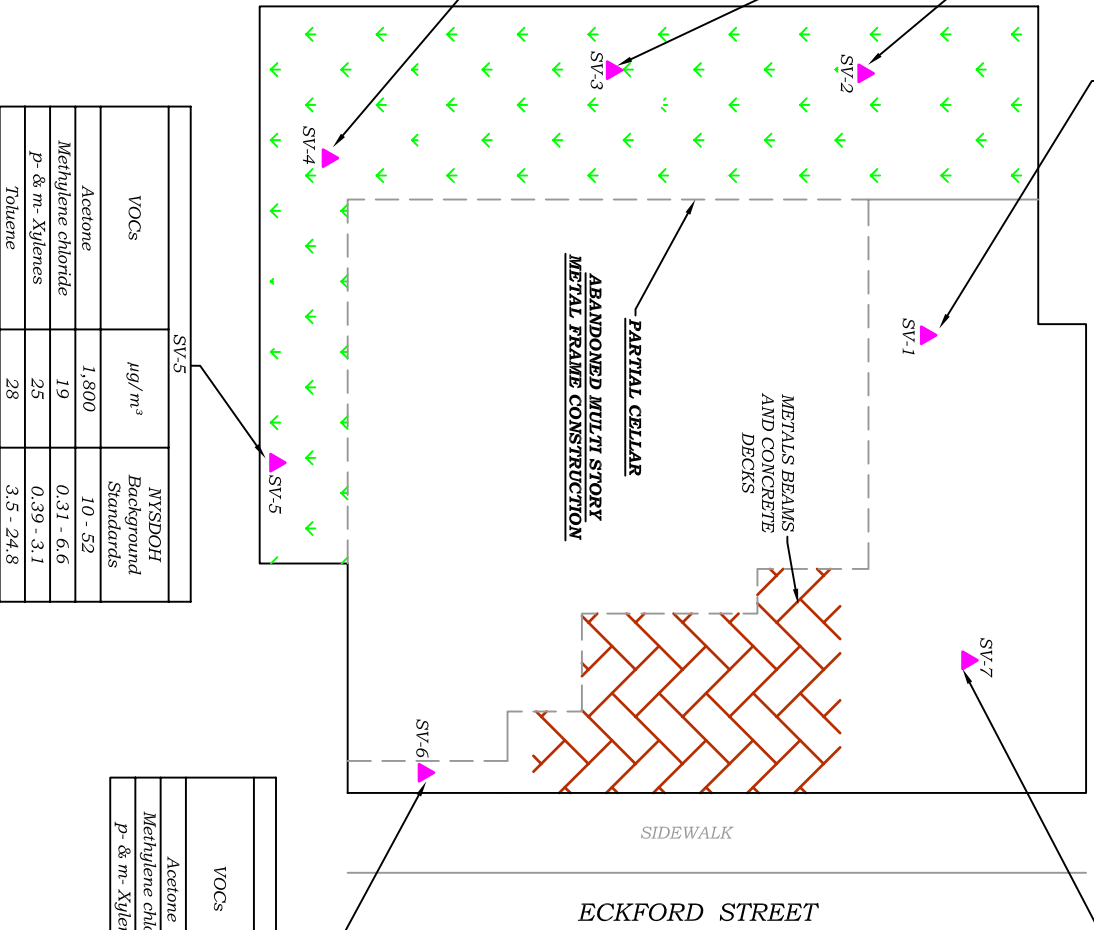 SV-3
SV-2
SV-4
SV-1
PARTIAL CELLAR
ABANDONED MULTI STORY
METAL FRAME CONSTRUCTION
METALS BEAMS
AND CONCRETE
DECKS
SV-5
SV-5
VOCs µg/m³ NYSDOH Background Standards
Acetone 1,800 10 - 52
Methylene chloride 19 0.31 - 6.6
p- & m- Xylenes 25 0.39 - 3.1
Toluene 28 3.5 - 24.8
SV-7
SV-6
SIDEWALK
ECKFORD STREET
VOCs
Acetone
Methylene
p- & m-